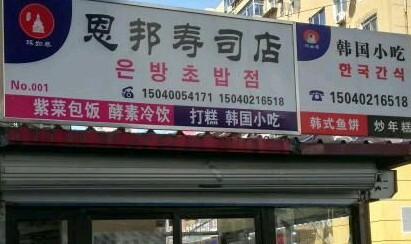 恩邦寿司店
은방초밥점
No.001
☎ 15040054171 15040216518
紫菜包饭 酵素冷饮 打糕 韩国小吃
韩国小吃
한국간식
☎ 15040216518
韩式鱼饼 炒年糕